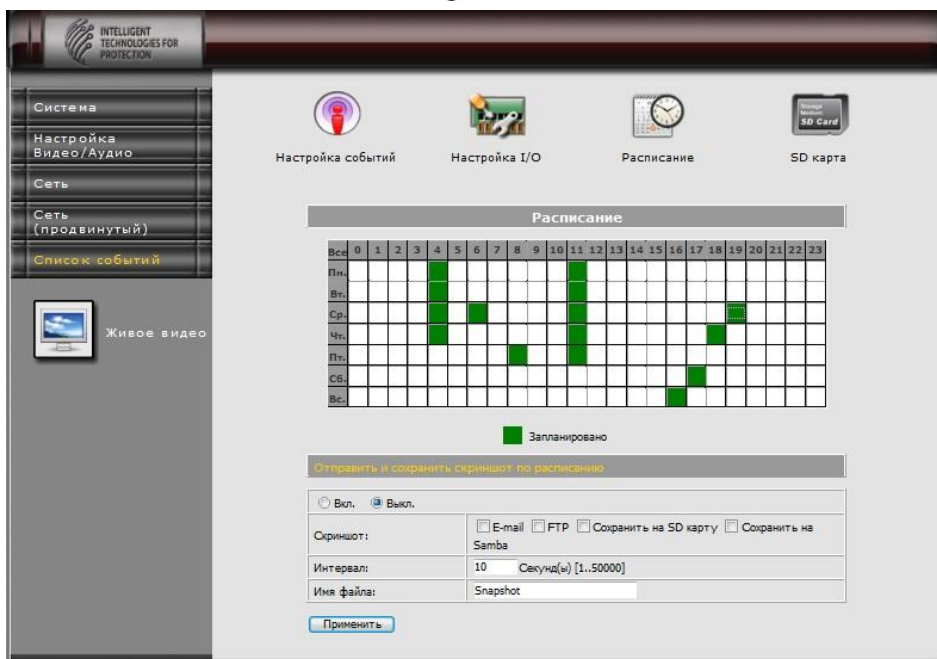 INTELLIGENT
TECHNOLOGIES FOR
PROTECTION
Система
Настройка
Видео/Аудио
Сеть
Сеть
(продвинутый)
Список событий
Живое видео
Настройка событий
Настройка I/O
Расписание
SD Card
SD карта
Расписание
Все 0 1 2 3 4 5 6 7 8 9 10 11 12 13 14 15 16 17 18 19 20 21 22 23
Пн.
Вт.
Ср.
Чт.
Пт.
Сб.
Вс.
Запланировано
Отправить и сохранить скриншот по расписанию
Вкл. Выкл.
Скриншот: E-mail FTP Сохранить на SD карту Сохранить на
Samba
Интервал: 10 Секунд(ы) [1..50000]
Имя файла: Snapshot
Применить